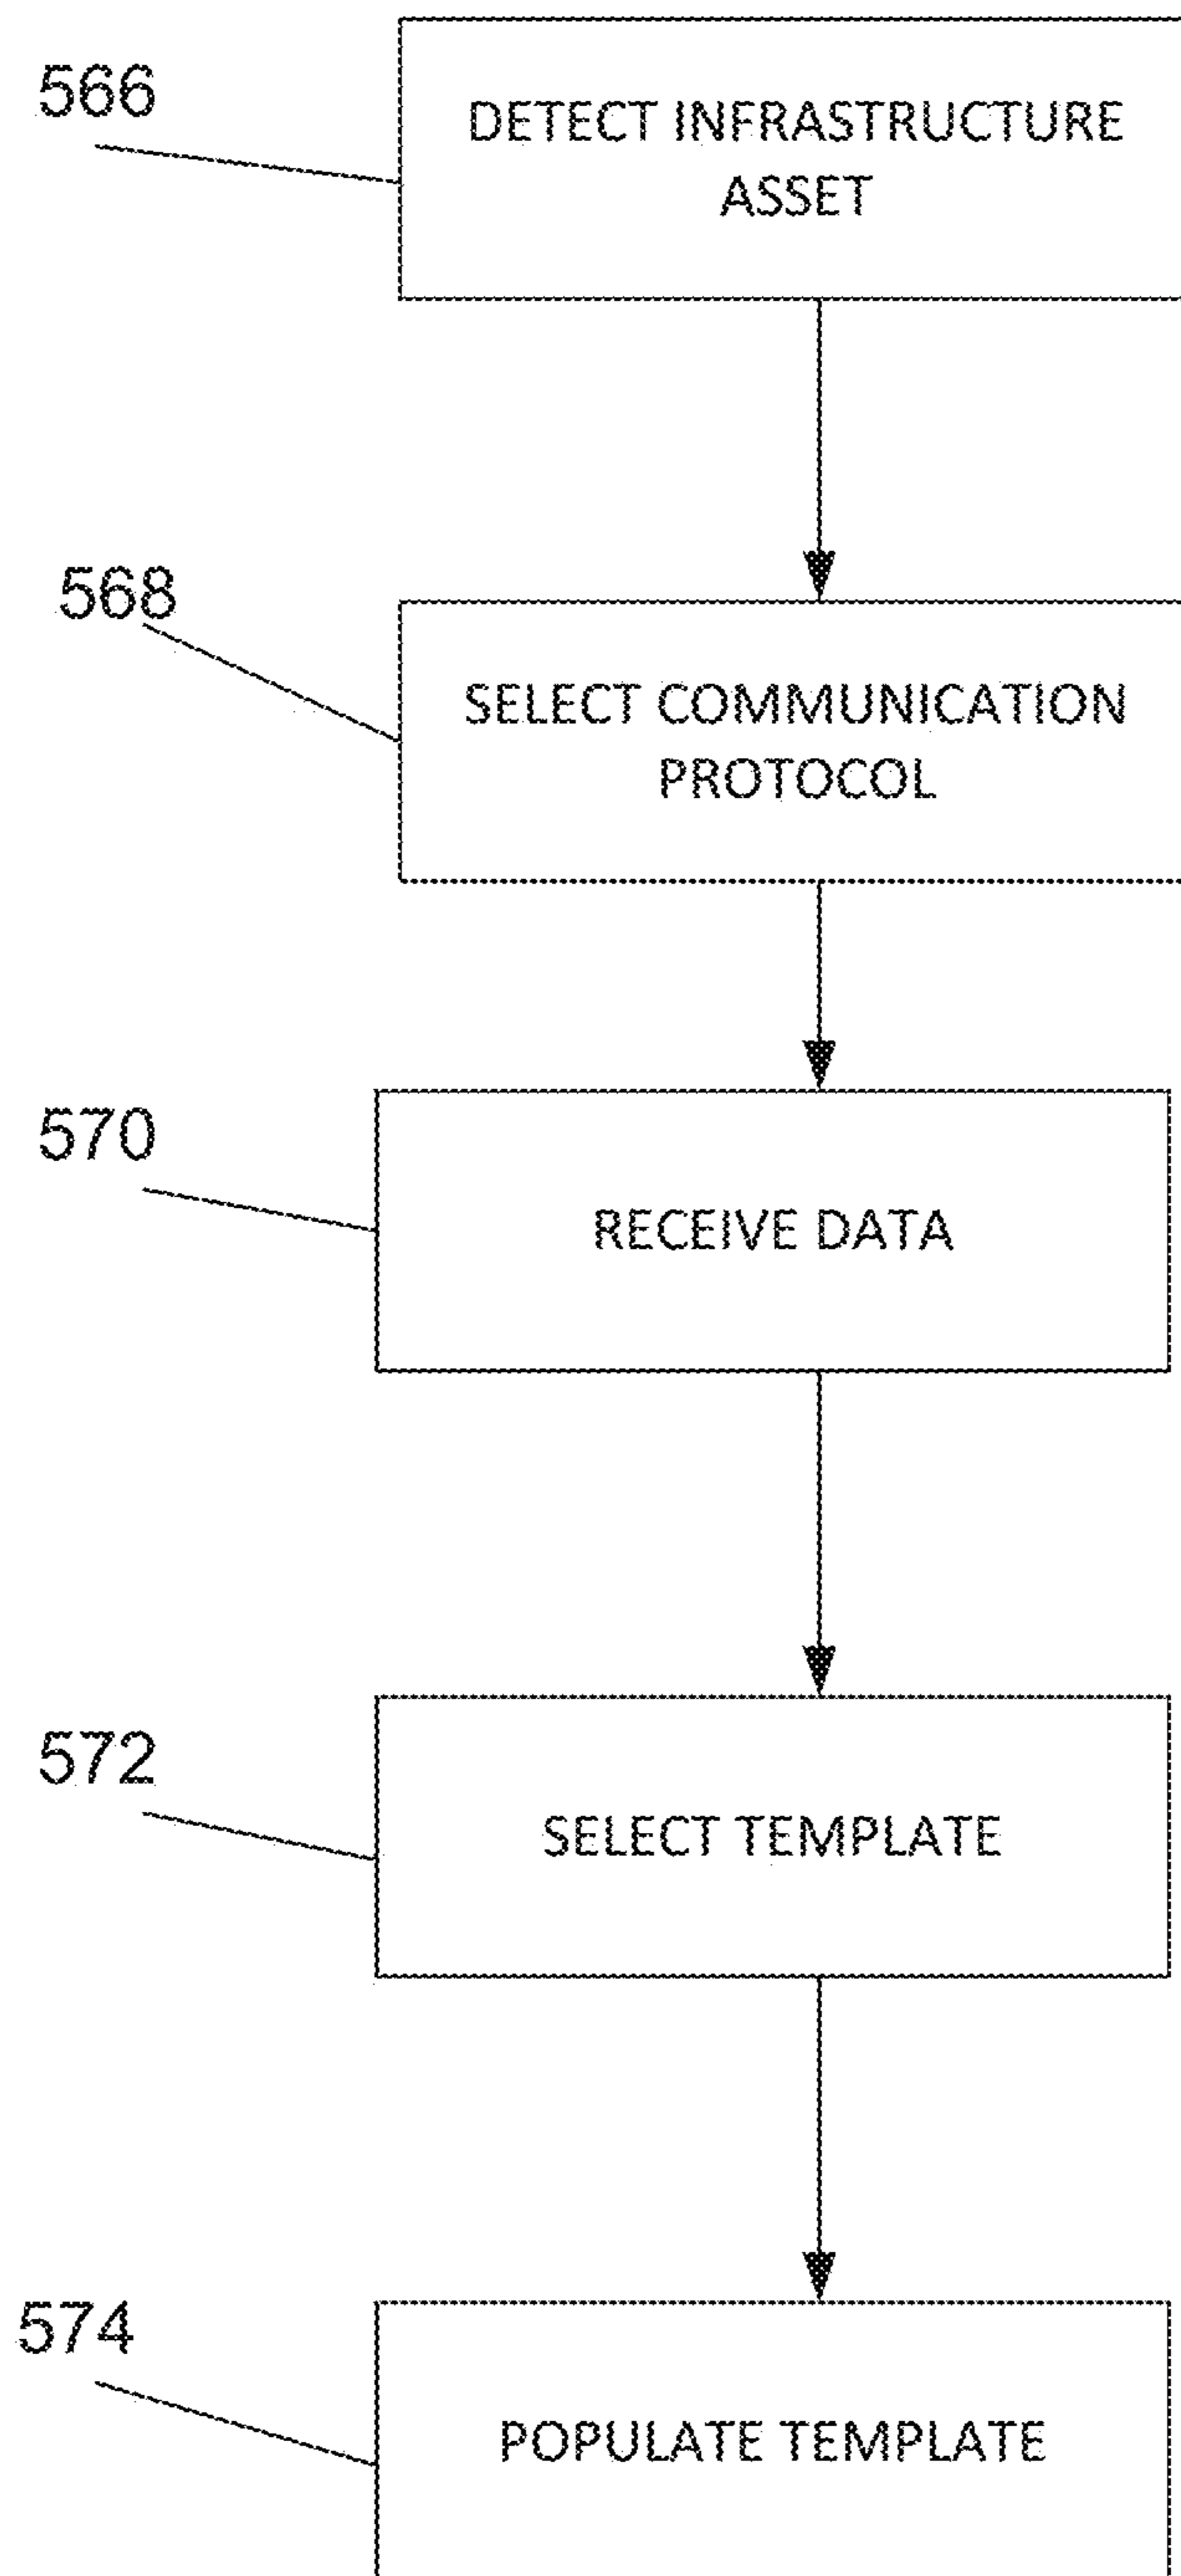 566
DETECT INFRASTRUCTURE
ASSET
568
SELECT COMMUNICATION
PROTOCOL
570
RECEIVE DATA
572
SELECT TEMPLATE
574
POPULATE TEMPLATE